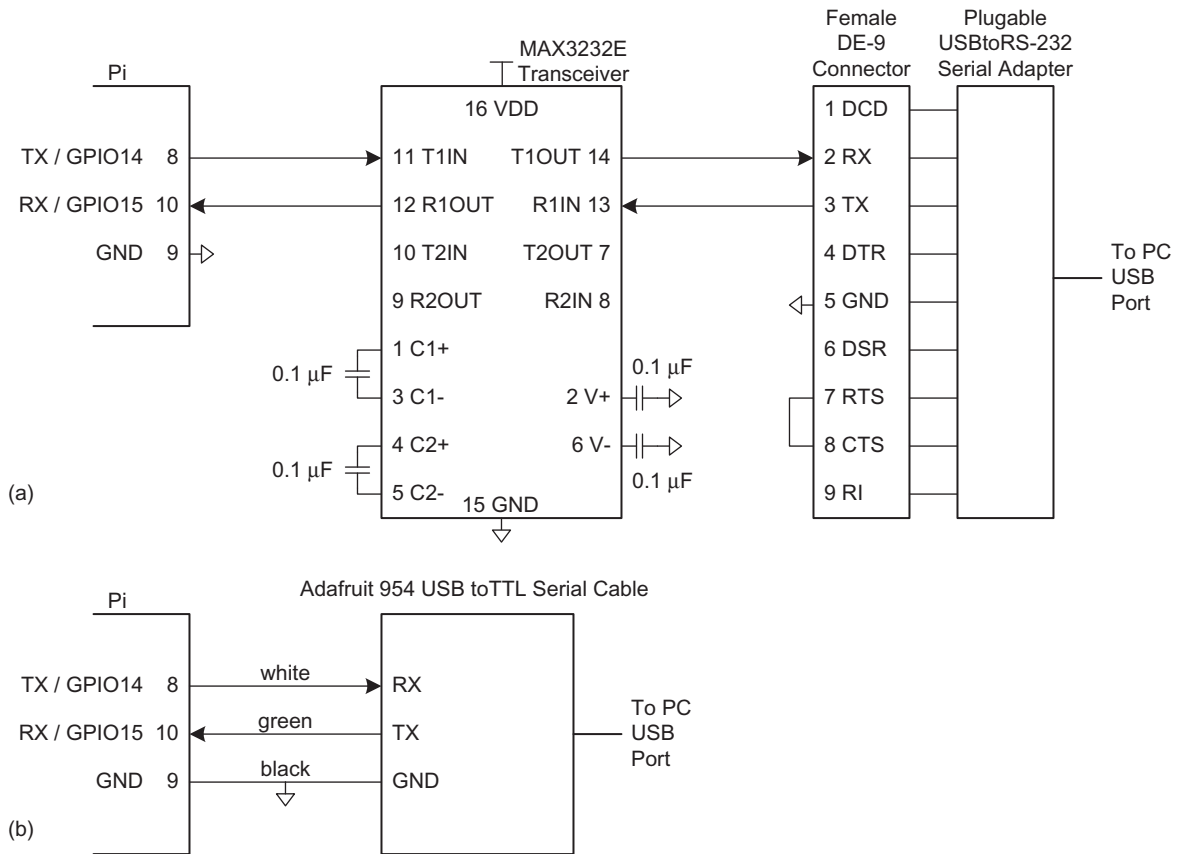 Pi
MAX3232E
Transceiver
Female
DE-9
Connector
Plugable
USBtoRS-232
Serial Adapter
16 VDD
1 DCD
TX / GPIO14 8
11 T1IN
T1OUT 14
2 RX
RX / GPIO15 10
12 R1OUT
R1IN 13
3 TX
GND 9
10 T2IN
T2OUT 7
4 DTR
To PC
USB
Port
9 R2OUT
R2IN 8
5 GND
1 C1+
6 DSR
0.1 µF
0.1 µF
3 C1-
2 V+
7 RTS
4 C2+
6 V-
8 CTS
0.1 µF
0.1 µF
5 C2-
15 GND
9 RI
(a)
Adafruit 954 USB toTTL Serial Cable
Pi
TX / GPIO14 8
white
RX
RX / GPIO15 10
green
TX
To PC
USB
Port
GND 9
black
GND
(b)